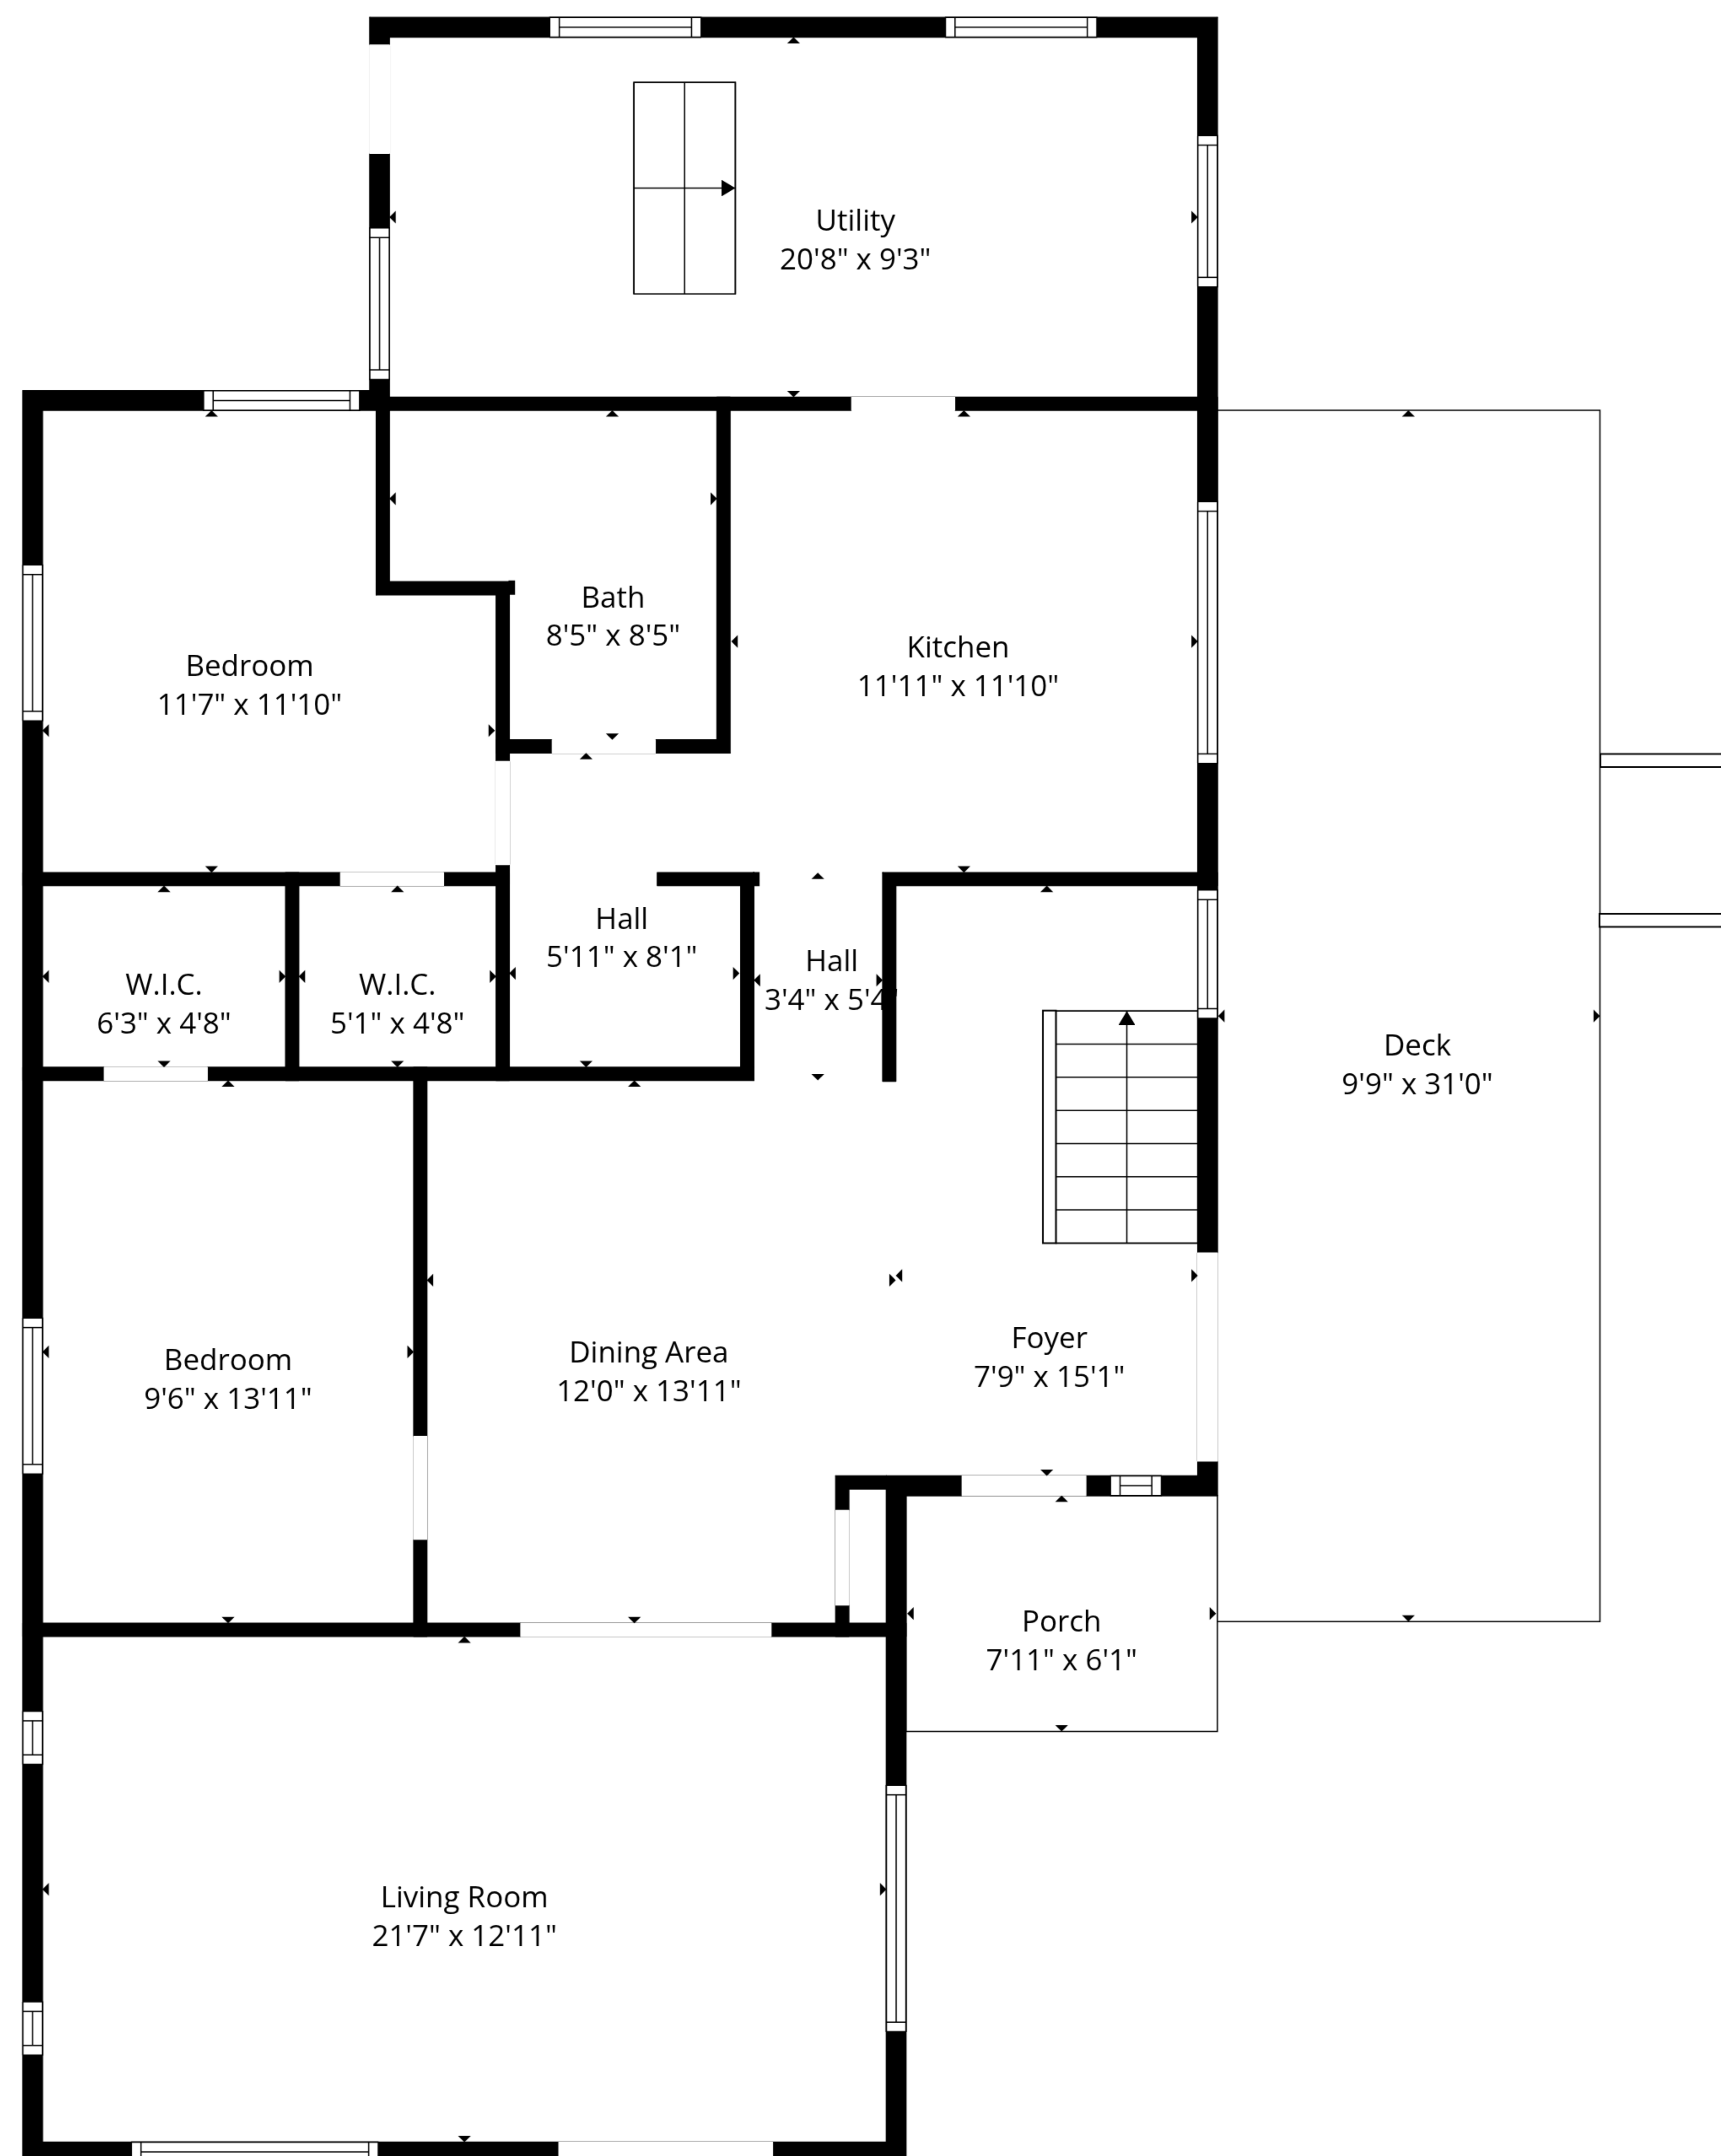 Utility
20'8" x 9'3"
Bath
8'5" x 8'5"
Kitchen
11'11" x 11'10"
Bedroom
11'7" x 11'10"
Hall
5'11" x 8'1"
Hall
3'4" x 5'4"
W.I.C.
6'3" x 4'8"
W.I.C.
5'1" x 4'8"
Deck
9'9" x 31'0"
Bedroom
9'6" x 13'11"
Dining Area
12'0" x 13'11"
Foyer
7'9" x 15'1"
Porch
7'11" x 6'1"
Living Room
21'7" x 12'11"